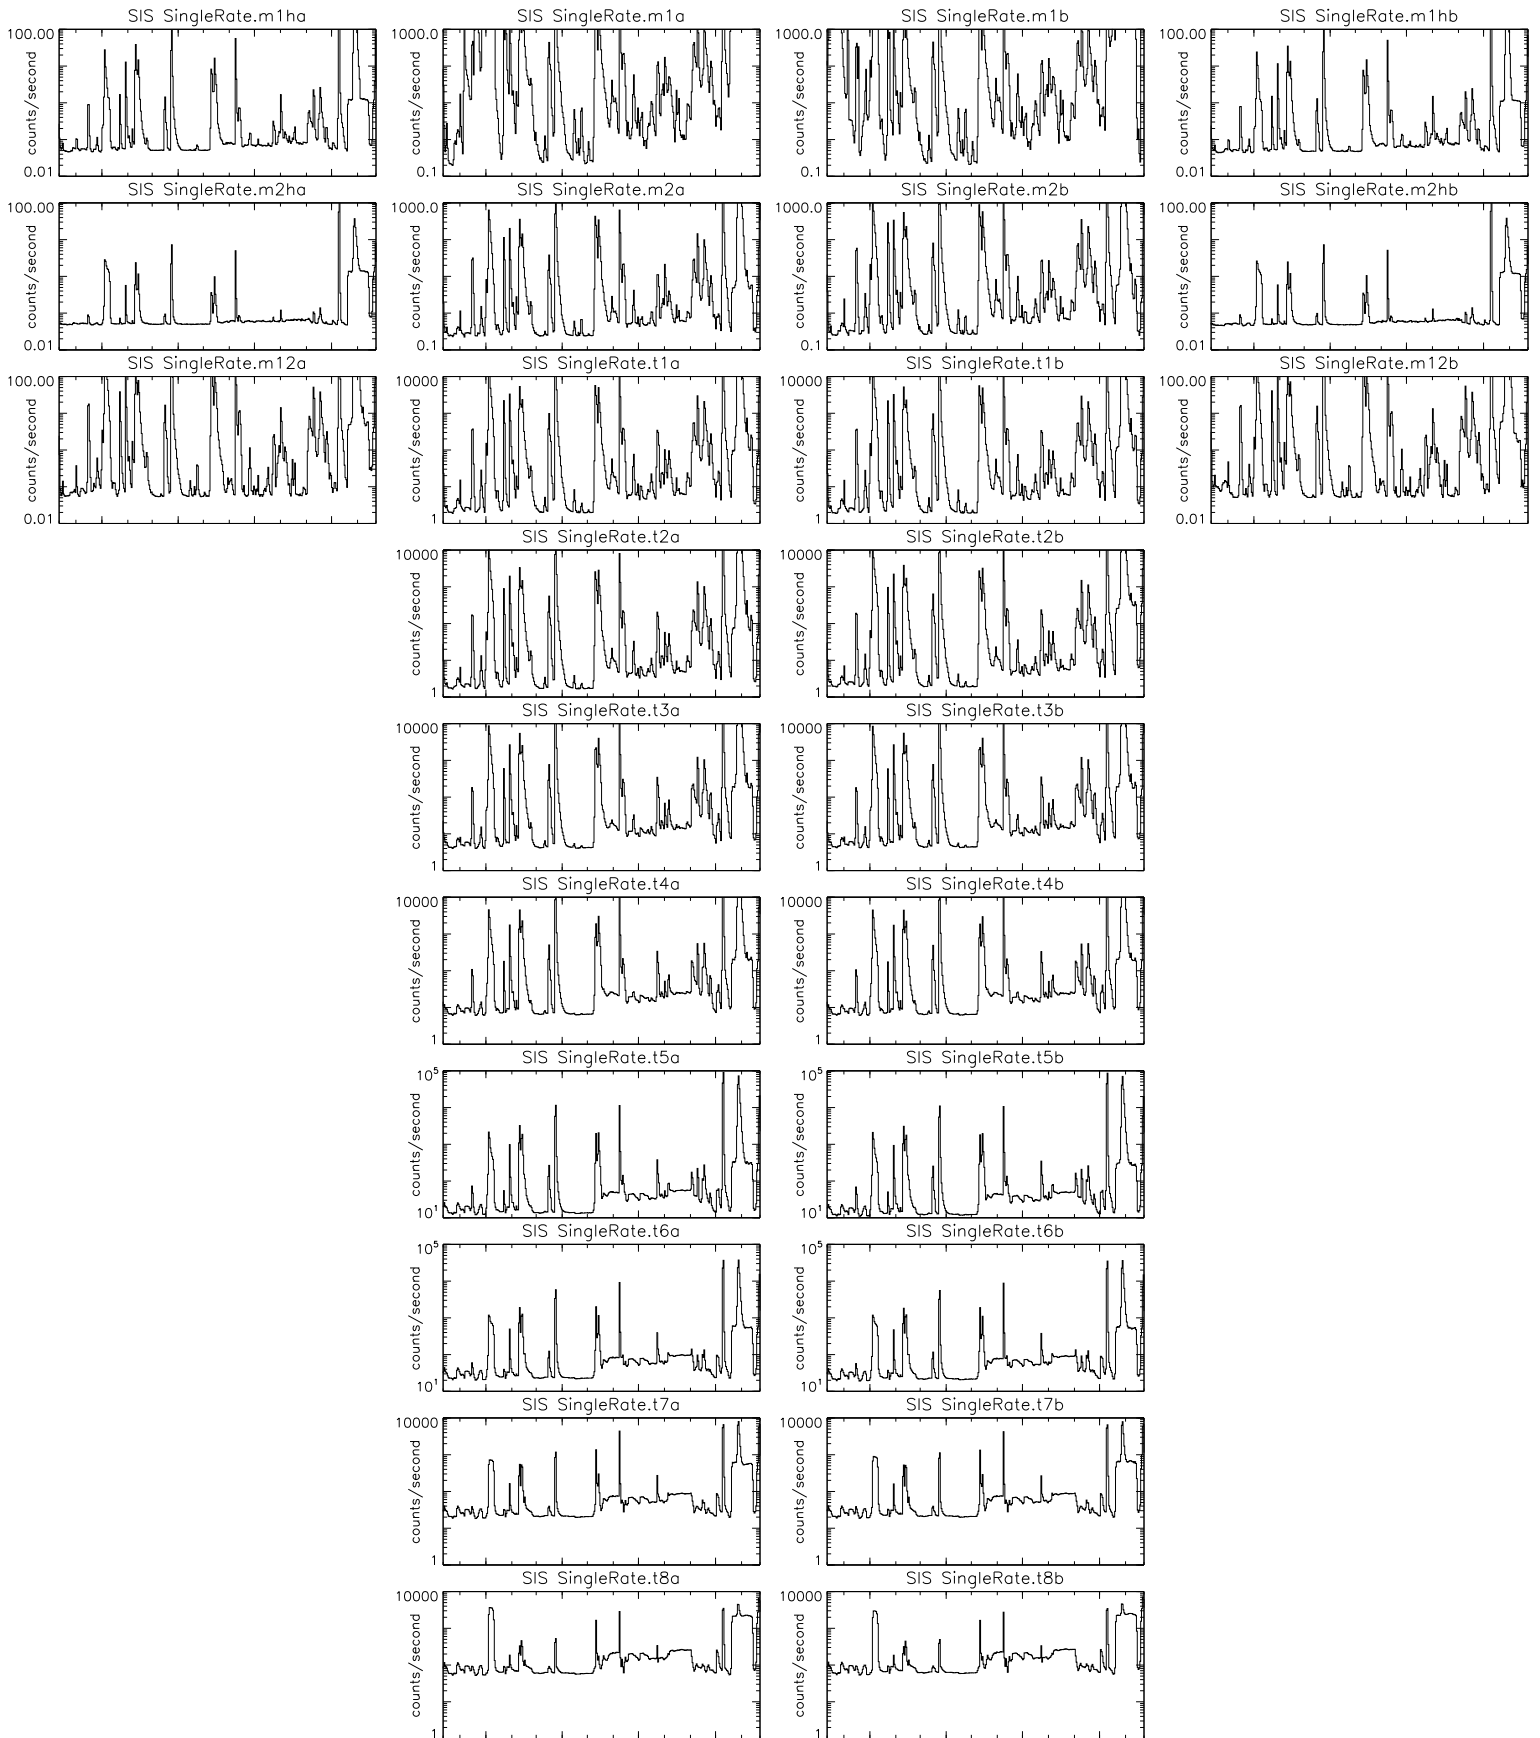 SIS SingleRate.m1ha
100.00
counts/second
0.01
SIS SingleRate.m1a
1000.0
counts/second
0.1
SIS SingleRate.m1b
1000.0
counts/second
0.1
SIS SingleRate.m1hb
100.00
counts/second
0.01
SIS SingleRate.m2ha
100.00
counts/second
0.01
SIS SingleRate.m2a
1000.0
counts/second
0.1
SIS SingleRate.m2b
1000.0
counts/second
0.1
SIS SingleRate.m2hb
100.00
counts/second
0.01
SIS SingleRate.m12a
100.00
counts/second
0.01
SIS SingleRate.t1a
10000
counts/second
1
SIS SingleRate.t1b
10000
counts/second
1
SIS SingleRate.m12b
100.00
counts/second
0.01
SIS SingleRate.t2a
10000
counts/second
1
SIS SingleRate.t2b
10000
counts/second
1
SIS SingleRate.t3a
10000
counts/second
1
SIS SingleRate.t3b
10000
counts/second
1
SIS SingleRate.t4a
10000
counts/second
1
SIS SingleRate.t4b
10000
counts/second
1
SIS SingleRate.t5a
10⁵
counts/second
10¹
SIS SingleRate.t5b
10⁵
counts/second
10¹
SIS SingleRate.t6a
10⁵
counts/second
10¹
SIS SingleRate.t6b
10⁵
counts/second
10¹
SIS SingleRate.t7a
10000
counts/second
1
SIS SingleRate.t7b
10000
counts/second
1
SIS SingleRate.t8a
10000
counts/second
1
SIS SingleRate.t8b
10000
counts/second
1